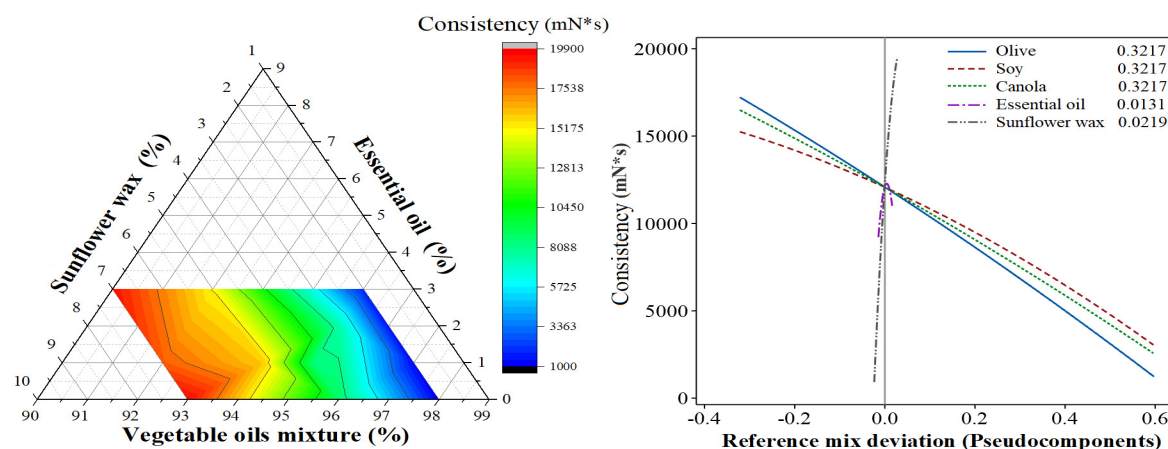 Consistency (mN*s)
19900
17538
15175
12813
10450
8088
5725
3363
1000
1
2
3
4
5
6
7
8
9
10
Sunflower wax (%)
9
8
7
6
5
4
3
2
1
0
Essential oil (%)
90 91 92 93 94 95 96 97 98 99
Vegetable oils mixture (%)
20000
15000
10000
5000
0
Consistency (mN*s)
Olive 0.3217
Soy 0.3217
Canola 0.3217
Essential oil 0.0131
Sunflower wax 0.0219
-0.4 -0.2 0.0 0.2 0.4 0.6
Reference mix deviation (Pseudocomponents)